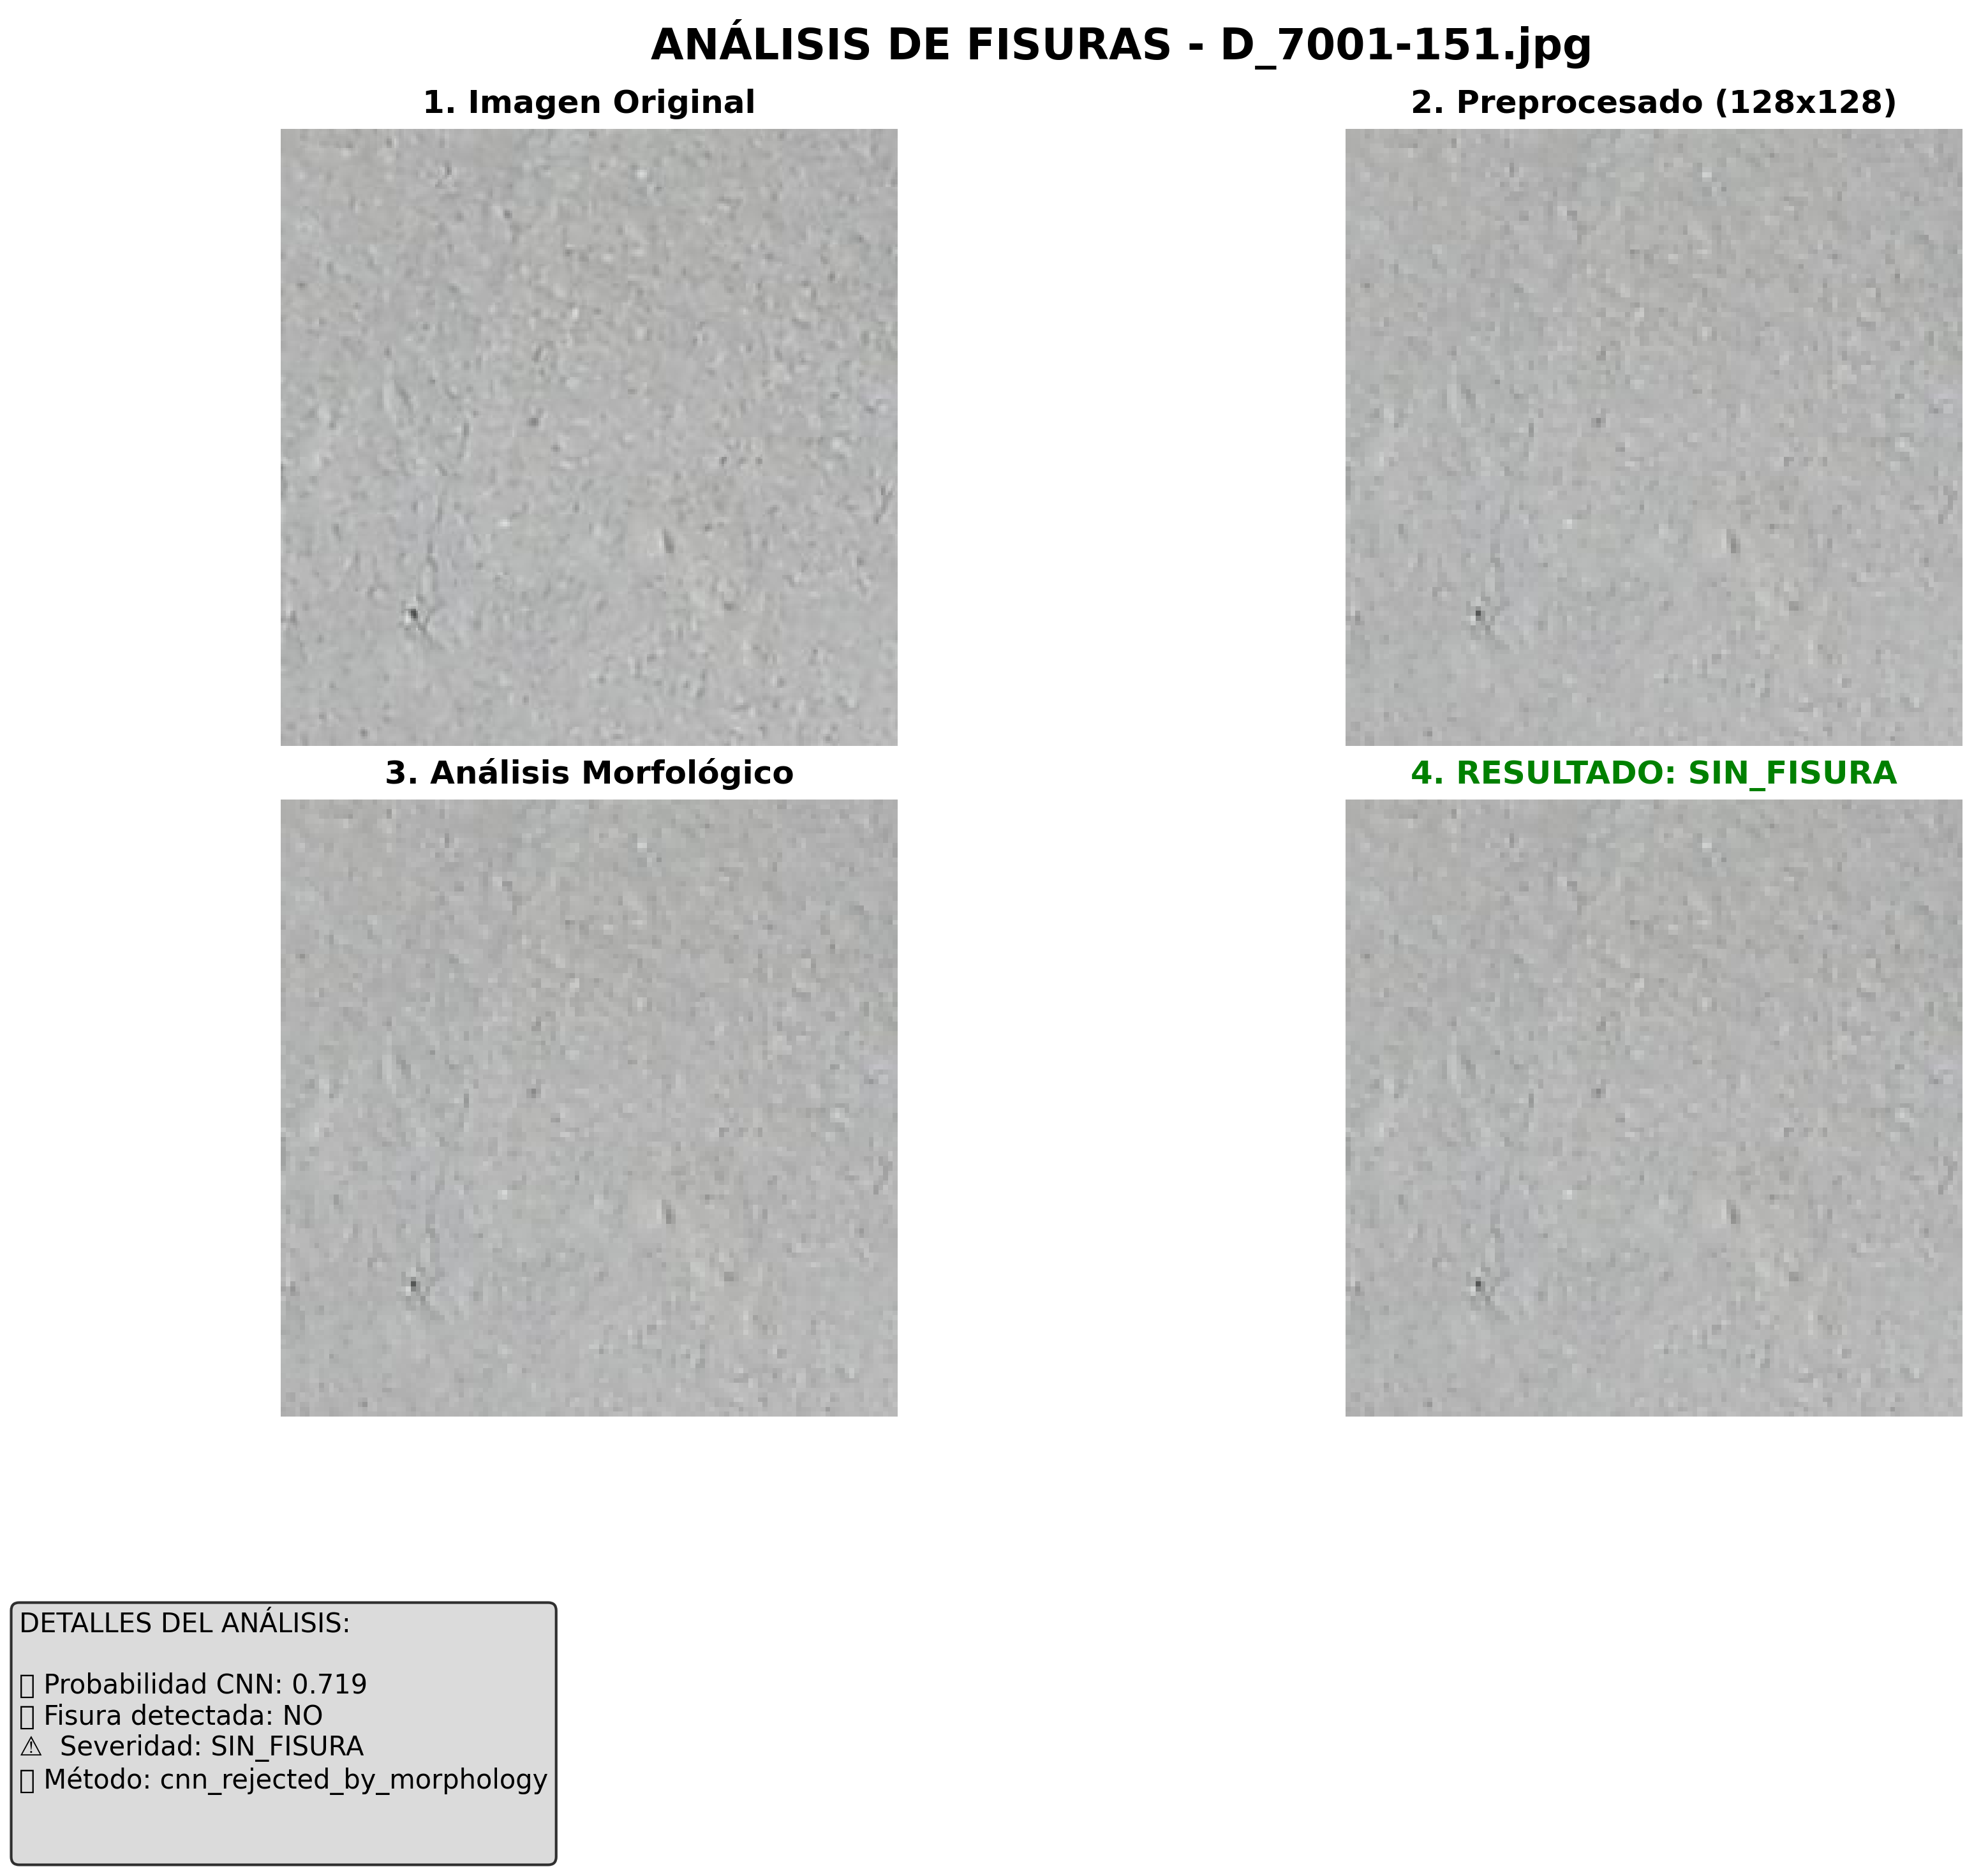 ANÁLISIS DE FISURAS - D_7001-151.jpg
1. Imagen Original
2. Preprocesado (128x128)
3. Análisis Morfológico
4. RESULTADO: SIN_FISURA
DETALLES DEL ANÁLISIS:
Probabilidad CNN: 0.719
Fisura detectada: NO
⚠ Severidad: SIN_FISURA
Método: cnn_rejected_by_morphology